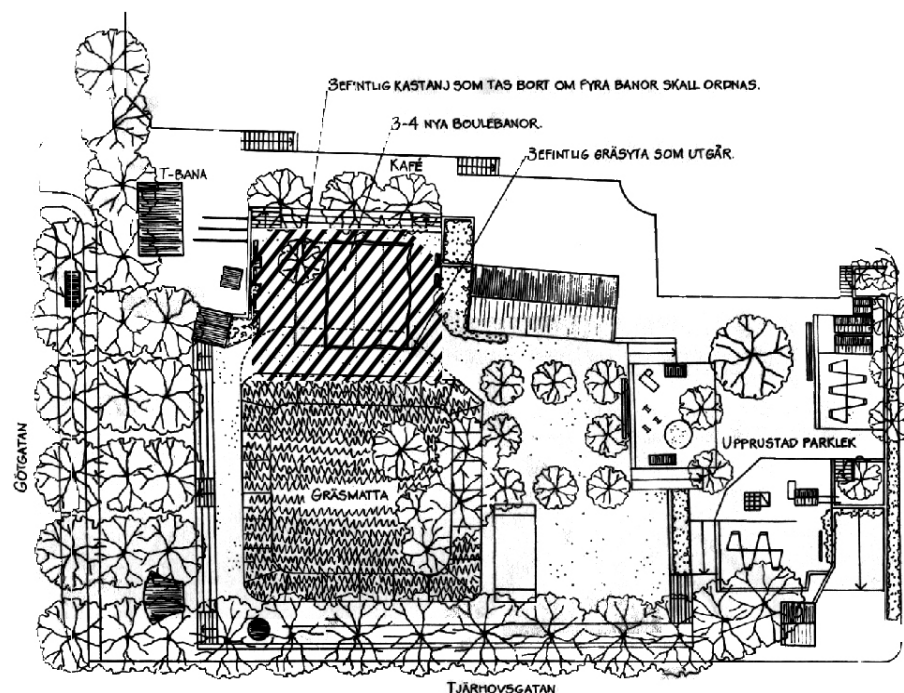 BEFINTLIG KASTANJ SOM TAS BORT OM FYRA BANOR SKALL ORDNAS.
3-4 NYA BOULEBANOR.
BEFINTLIG GRÄSYTA SOM UTGÅR.
KAFÉ
T-BANA
UPPRUSTAD PARKLEK
GÖTGATAN
GRÄSMATTA
TJÄRHOVSGATAN